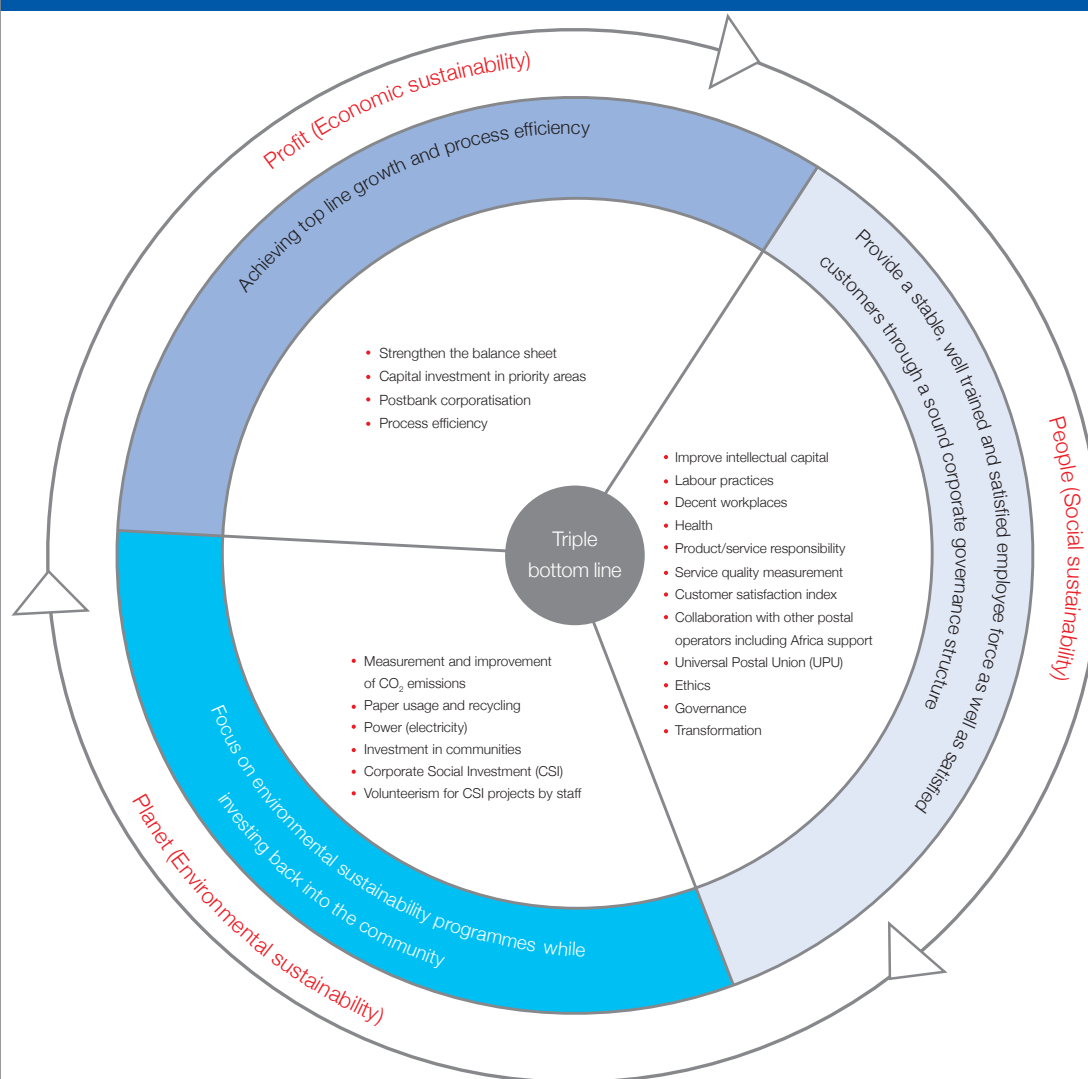 Profit (Economic sustainability)
Achieving top line growth and process efficiency
• Strengthen the balance sheet
• Capital investment in priority areas
• Postbank corporatisation
• Process efficiency
People (Social sustainability)
Provide a stable, well trained and satisfied employee force as well as satisfied
customers through a sound corporate governance structure
• Improve intellectual capital
• Labour practices
• Decent workplaces
• Health
• Product/service responsibility
• Service quality measurement
• Customer satisfaction index
• Collaboration with other postal
operators including Africa support
• Universal Postal Union (UPU)
• Ethics
• Governance
• Transformation
Triple
bottom line
• Measurement and improvement
of CO₂ emissions
• Paper usage and recycling
• Power (electricity)
• Investment in communities
• Corporate Social Investment (CSI)
• Volunteerism for CSI projects by staff
Focus on environmental sustainability programmes while
investing back into the community
Planet (Environmental sustainability)